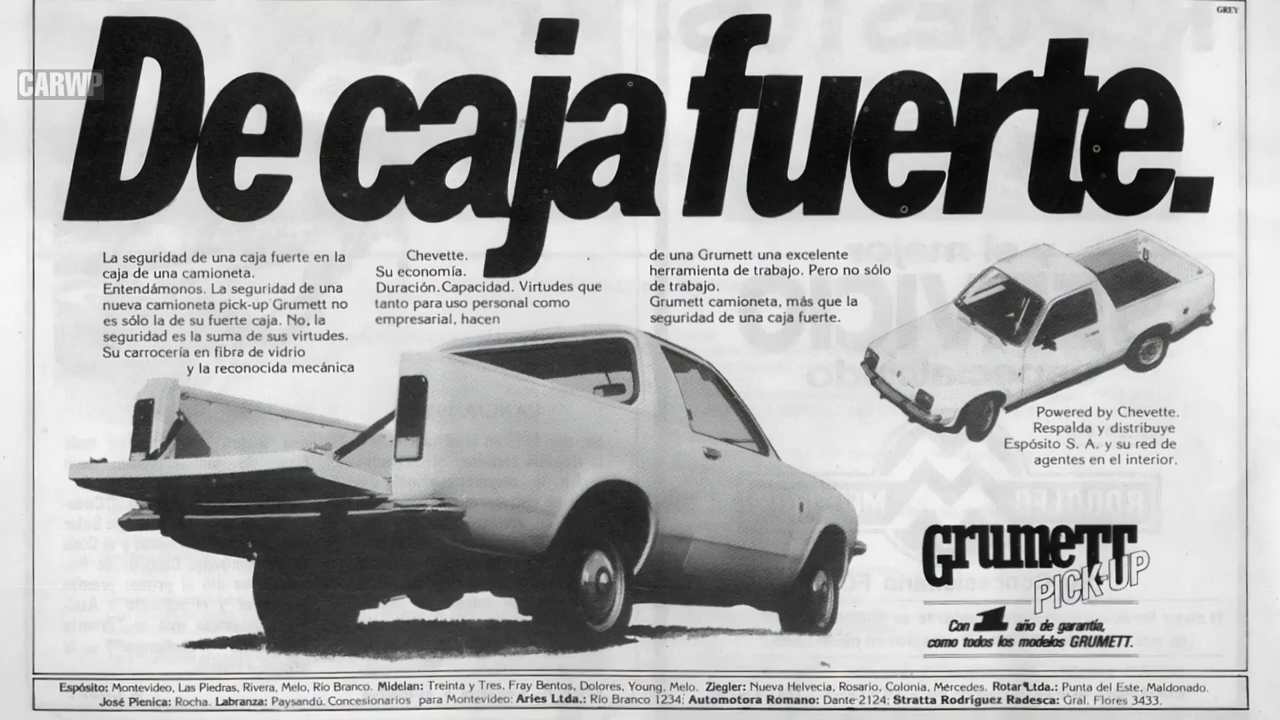 GREY
CARWP
De caja fuerte.
La seguridad de una caja fuerte en la
caja de una camioneta.
Entendámonos. La seguridad de una
nueva camioneta pick-up Grumett no
es sólo la de su fuerte caja. No, la
seguridad es la suma de sus virtudes.
Su carrocería en fibra de vidrio
y la reconocida mecánica
Chevette.
Su economía.
Duración.Capacidad. Virtudes que
tanto para uso personal como
empresarial, hacen
de una Grumett una excelente
herramienta de trabajo. Pero no sólo
de trabajo.
Grumett camioneta, más que la
seguridad de una caja fuerte.
Powered by Chevette.
Respalda y distribuye
Espósito S. A. y su red de
agentes en el interior.
GrumeTT
PICK-UP
Con 1 año de garantía,
como todos los modelos GRUMETT.
Espósito: Montevideo, Las Piedras, Rivera, Melo, Río Branco. Midelan: Treinta y Tres, Fray Bentos, Dolores, Young, Melo. Ziegler: Nueva Helvecia, Rosario, Colonia, Mercedes. Rotar Ltda.: Punta del Este, Maldonado.
José Pienica: Rocha. Labranza: Paysandú. Concesionarios para Montevideo: Aries Ltda.: Río Branco 1234; Automotora Romano: Dante 2124; Stratta Rodríguez Radesca: Gral. Flores 3433.